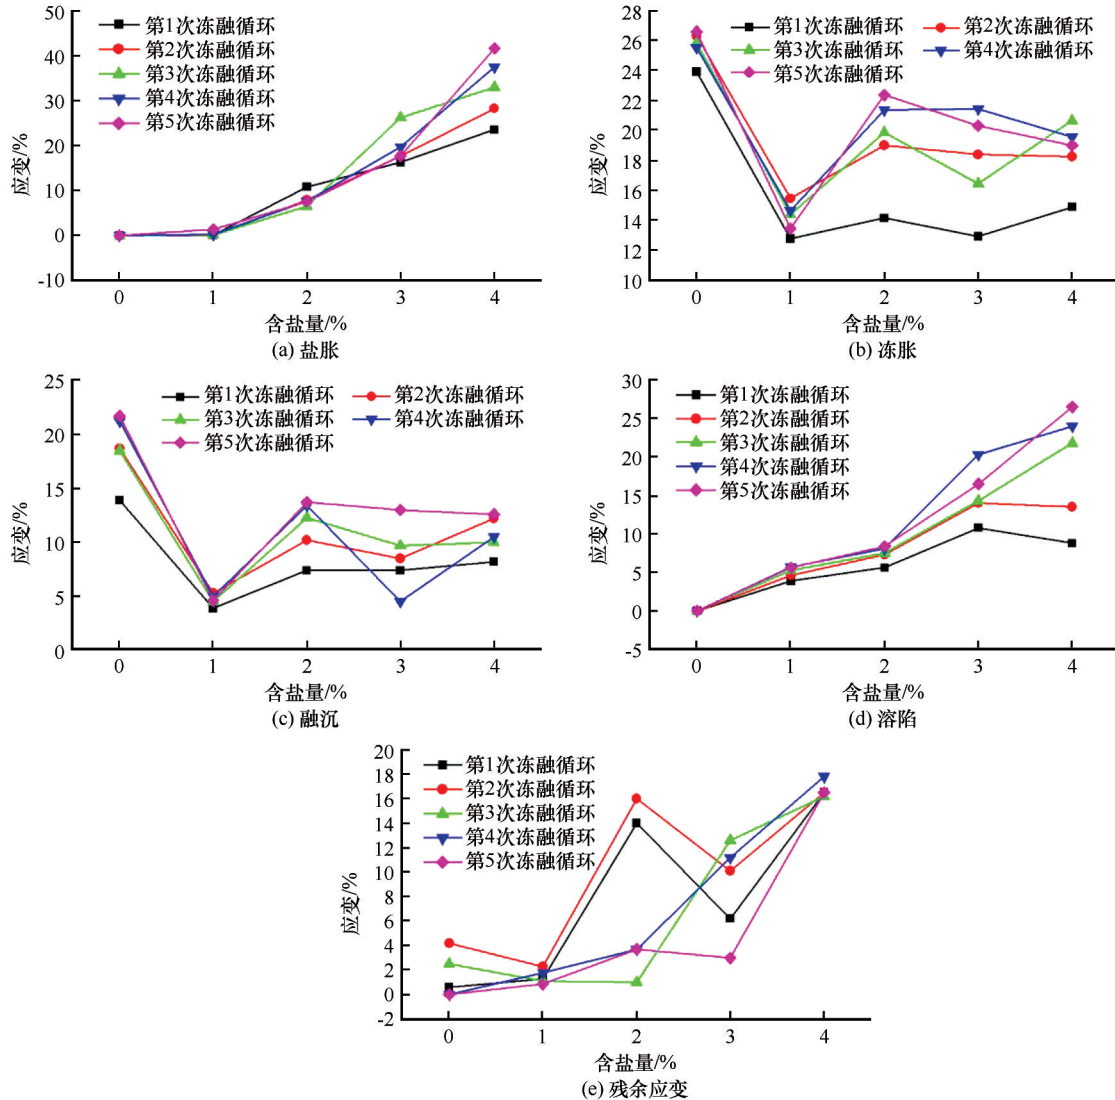 50
40
30
20
10
0
-10
应变/%
第1次冻融循环
第2次冻融循环
第3次冻融循环
第4次冻融循环
第5次冻融循环
0 1 2 3 4
含盐量/%
(a) 盐胀
28
26
24
22
20
18
16
14
12
10
应变/%
第1次冻融循环 第2次冻融循环
第3次冻融循环 第4次冻融循环
第5次冻融循环
0 1 2 3 4
含盐量/%
(b) 冻胀
25
20
15
10
5
0
应变/%
第1次冻融循环 第2次冻融循环
第3次冻融循环 第4次冻融循环
第5次冻融循环
0 1 2 3 4
含盐量/%
(c) 融沉
30
25
20
15
10
5
0
-5
应变/%
第1次冻融循环
第2次冻融循环
第3次冻融循环
第4次冻融循环
第5次冻融循环
0 1 2 3 4
含盐量/%
(d) 溶陷
20
18
16
14
12
10
8
6
4
2
0
-2
应变/%
第1次冻融循环
第2次冻融循环
第3次冻融循环
第4次冻融循环
第5次冻融循环
0 1 2 3 4
含盐量/%
(e) 残余应变